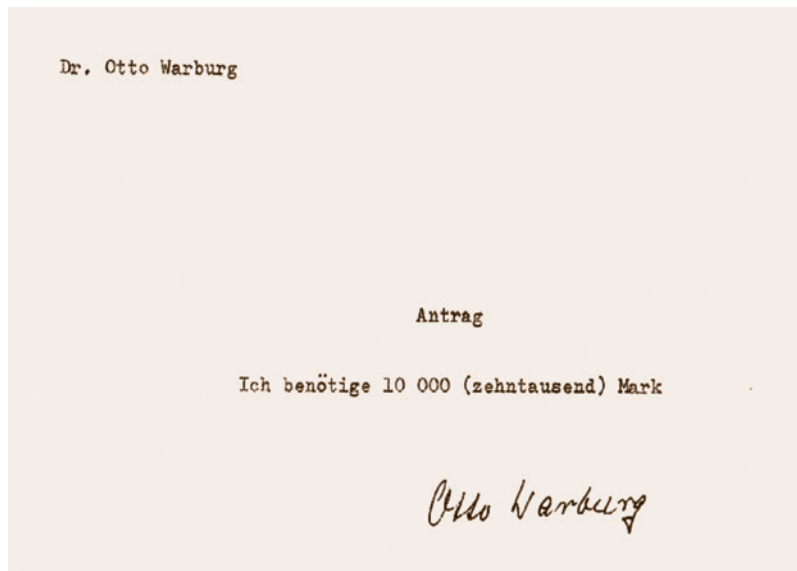 Dr. Otto Warburg
Antrag
Ich benötige 10 000 (zehntausend) Mark
Otto Warburg